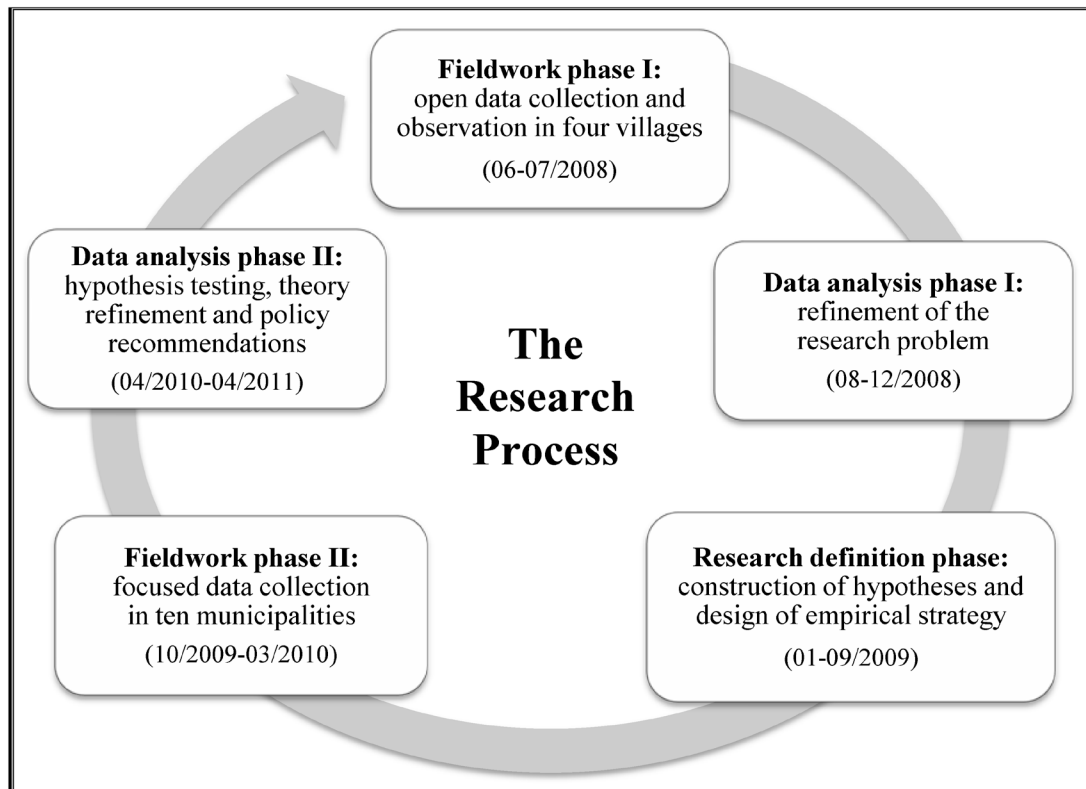 Fieldwork phase I:
open data collection and
observation in four villages
(06-07/2008)
Data analysis phase I:
refinement of the
research problem
(08-12/2008)
Research definition phase:
construction of hypotheses and
design of empirical strategy
(01-09/2009)
Fieldwork phase II:
focused data collection
in ten municipalities
(10/2009-03/2010)
Data analysis phase II:
hypothesis testing, theory
refinement and policy
recommendations
(04/2010-04/2011)
The
Research
Process